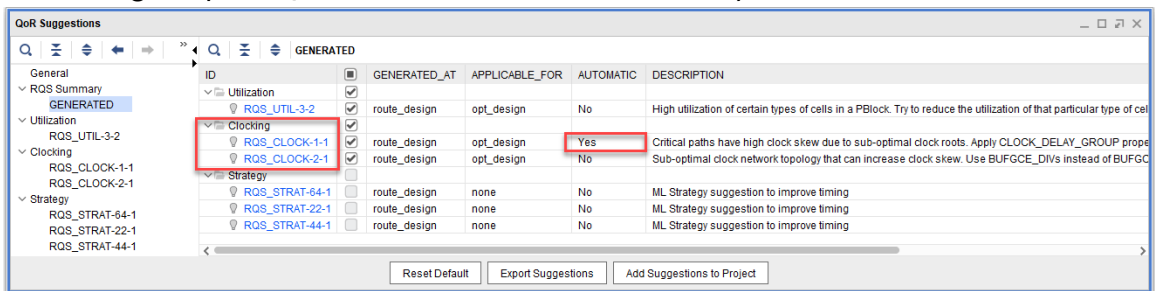 QoR Suggestions
GENERATED
General
RQS Summary
GENERATED
Utilization
RQS_UTIL-3-2
Clocking
RQS_CLOCK-1-1
RQS_CLOCK-2-1
Strategy
RQS_STRAT-64-1
RQS_STRAT-22-1
RQS_STRAT-44-1
ID GENERATED_AT APPLICABLE_FOR AUTOMATIC DESCRIPTION
Utilization
RQS_UTIL-3-2 route_design opt_design No High utilization of certain types of cells in a PBlock. Try to reduce the utilization of that particular type of cel
Clocking
RQS_CLOCK-1-1 route_design opt_design Yes Critical paths have high clock skew due to sub-optimal clock roots. Apply CLOCK_DELAY_GROUP prope
RQS_CLOCK-2-1 route_design opt_design No Sub-optimal clock network topology that can increase clock skew. Use BUFGCE_DIVs instead of BUFGC
Strategy
RQS_STRAT-64-1 route_design none No ML Strategy suggestion to improve timing
RQS_STRAT-22-1 route_design none No ML Strategy suggestion to improve timing
RQS_STRAT-44-1 route_design none No ML Strategy suggestion to improve timing
Reset Default Export Suggestions Add Suggestions to Project